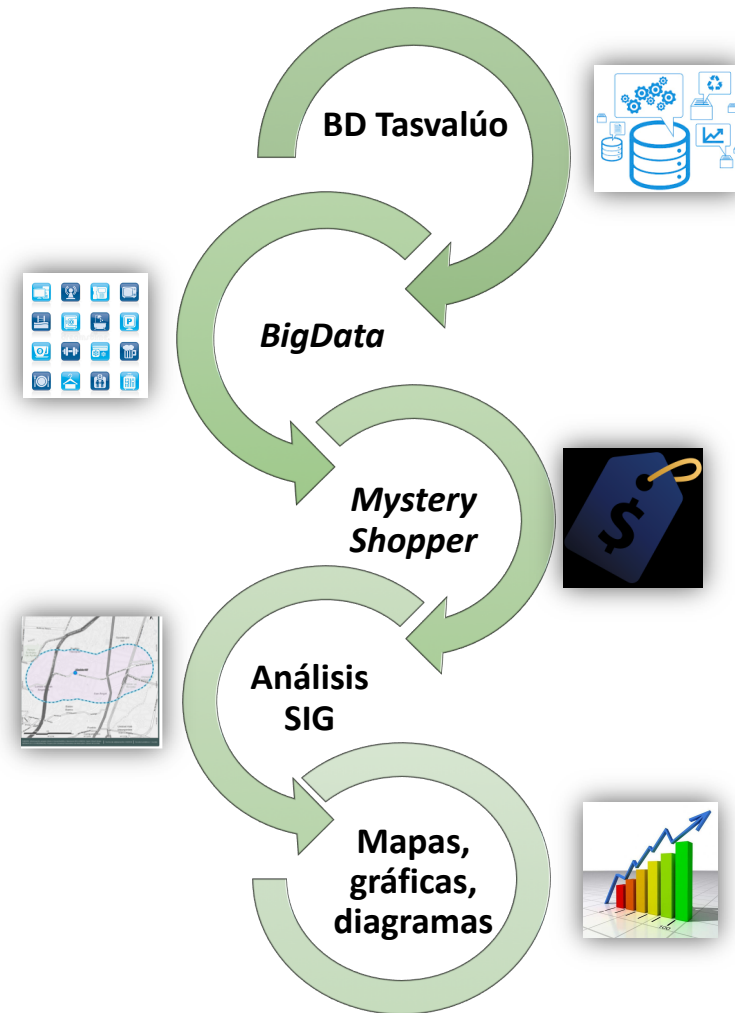 BD Tasvalúo
BigData
Mystery
Shopper
Análisis
SIG
Mapas,
gráficas,
diagramas